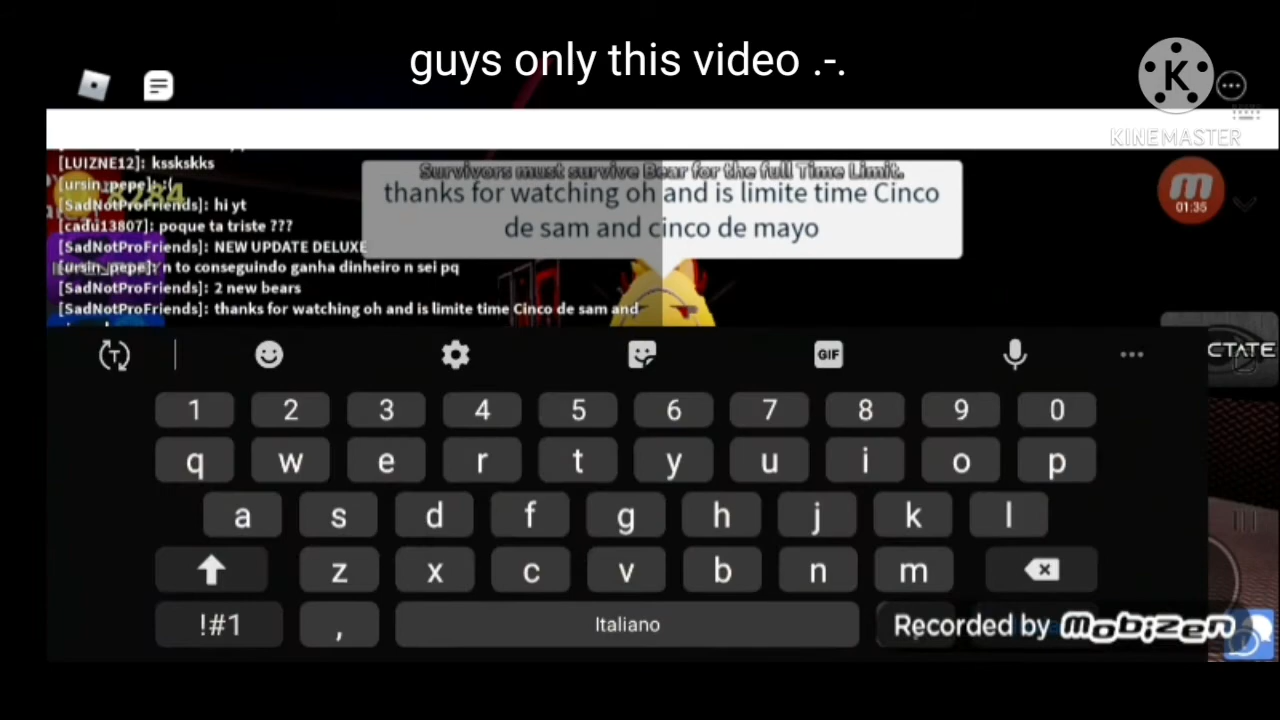 guys only this video .-.
KINEMASTER
[LUIZNE12]: ksskskks
[ursin_pepe]: :(
[SadNotProFriends]: hi yt
[cadu13807]: poque ta triste ???
[SadNotProFriends]: NEW UPDATE DELUXE
[ursin_pepe]: n to conseguindo ganha dinheiro n sei pq
[SadNotProFriends]: 2 new bears
[SadNotProFriends]: thanks for watching oh and is limite time Cinco de sam and
8284
Survivors must survive Bear for the full Time Limit.
thanks for watching oh and is limite time Cinco
de sam and cinco de mayo
01:35
CTATE
T
GIF
1 2 3 4 5 6 7 8 9 0
q w e r t y u i o p
a s d f g h j k l
z x c v b n m
!#1 , Italiano
Recorded by Mobizen